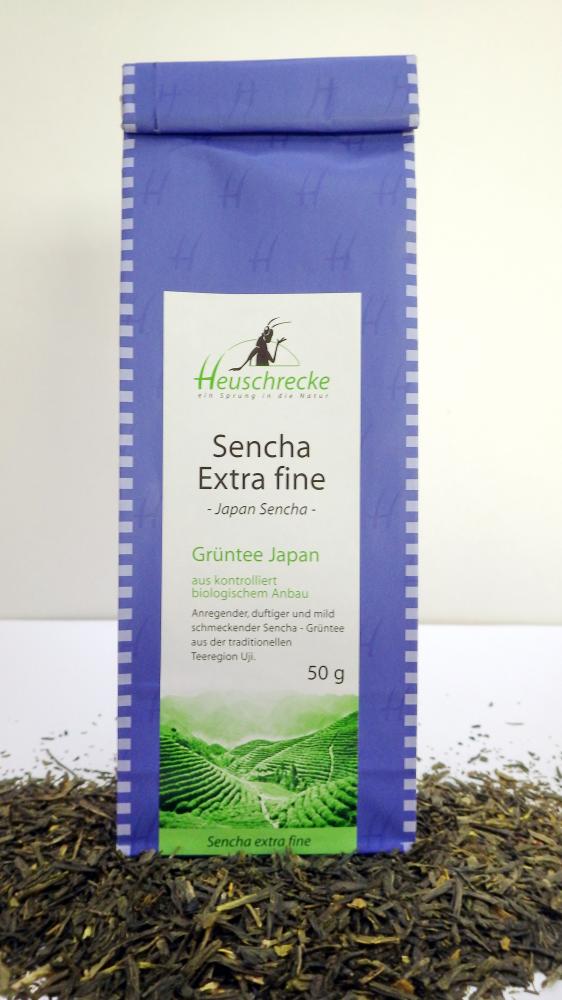 Heuschrecke
ein Sprung in die Natur
Sencha
Extra fine
- Japan Sencha -
Grüntee Japan
aus kontrolliert
biologischem Anbau
Anregender, duftiger und mild
schmeckender Sencha - Grüntee
aus der traditionellen
Teeregion Uji.
50 g
Sencha extra fine